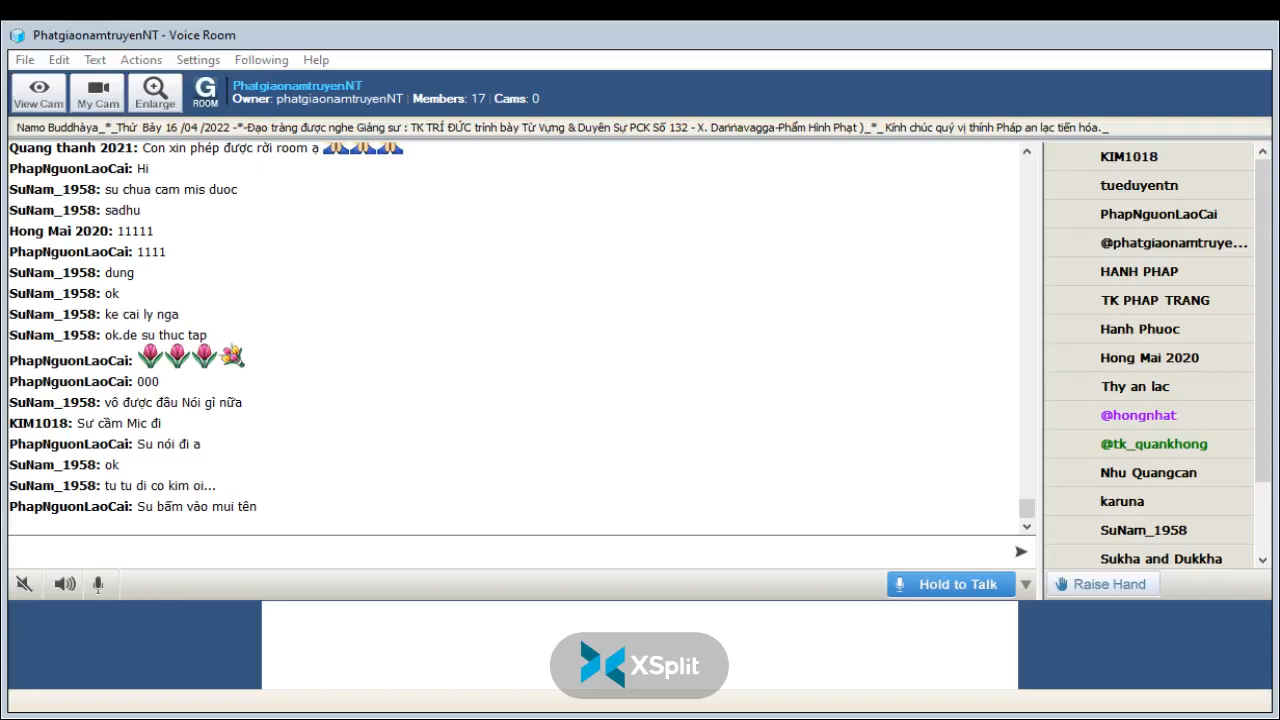 PhatgiaonamtruyenNT - Voice Room
File Edit Text Actions Settings Following Help
View Cam My Cam Enlarge G ROOM
PhatgiaonamtruyenNT
Owner: phatgiaonamtruyenNT | Members: 17 | Cams: 0
Namo Buddhàya_*_Thứ Bảy 16 /04 /2022 -*-Đạo tràng được nghe Giảng sư : TK TRÍ ĐỨC trình bày Từ Vựng & Duyên Sự PCK Số 132 - X. Daṇṇavagga-Phẩm Hình Phạt )_*_ Kính chúc quý vị thính Pháp an lạc tiến hóa._
Quang thanh 2021: Con xin phép được rời room ạ 🙏🙏🙏
PhapNguonLaoCai: Hi
SuNam_1958: su chua cam mis duoc
SuNam_1958: sadhu
Hong Mai 2020: 11111
PhapNguonLaoCai: 1111
SuNam_1958: dung
SuNam_1958: ok
SuNam_1958: ke cai ly nga
SuNam_1958: ok.de su thuc tap
PhapNguonLaoCai: 🌷🌷🌷💐
PhapNguonLaoCai: 000
SuNam_1958: vô được đâu Nói gì nữa
KIM1018: Sư cầm Mic đi
PhapNguonLaoCai: Su nói đi a
SuNam_1958: ok
SuNam_1958: tu tu di co kim oi...
PhapNguonLaoCai: Su bấm vào mui tên
KIM1018
tueduyentn
PhapNguonLaoCai
@phatgiaonamtruye...
HANH PHAP
TK PHAP TRANG
Hanh Phuoc
Hong Mai 2020
Thy an lac
@hongnhat
@tk_quankhong
Nhu Quangcan
karuna
SuNam_1958
Sukha and Dukkha
Hold to Talk
Raise Hand
XSplit